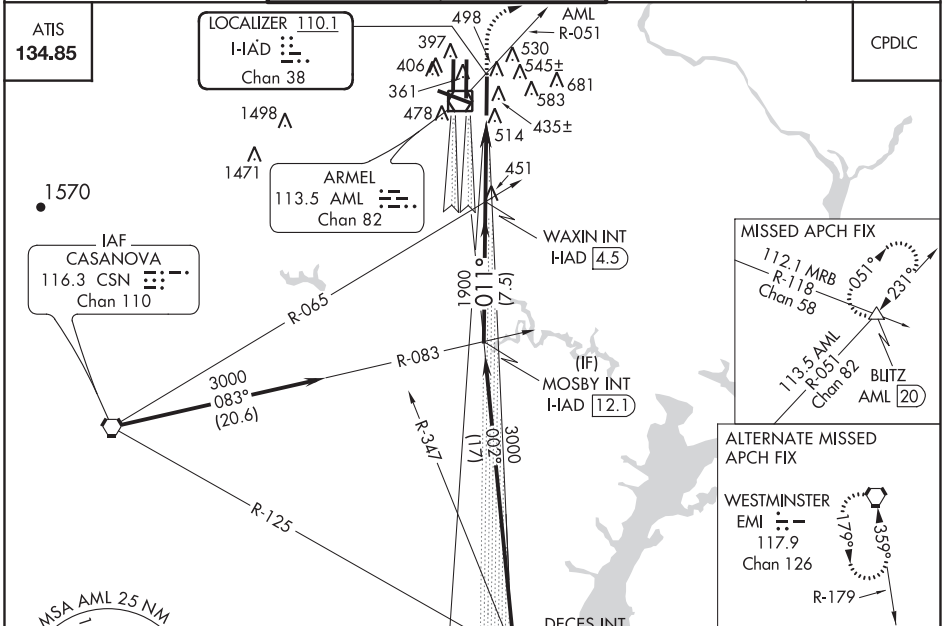 ATIS
134.85
LOCALIZER 110.1
I-IAD
Chan 38
498
AML
R-051
CPDLC
397
406
361
478
530
545±
681
583
435±
514
1498
1471
451
ARMEL
113.5 AML
Chan 82
1570
IAF
CASANOVA
116.3 CSN
Chan 110
WAXIN INT
I-IAD 4.5
R-065
1900
011°
(7.5)
R-083
3000
083°
(20.6)
(IF)
MOSBY INT
I-IAD 12.1
R-347
3000
002°
(17)
R-125
MISSED APCH FIX
112.1 MRB
R-118
Chan 58
051°
231°
113.5 AML
R-051
Chan 82
BLITZ
AML 20
ALTERNATE MISSED
APCH FIX
WESTMINSTER
EMI
117.9
Chan 126
179°
359°
R-179
MSA AML 25 NM
DECES INT